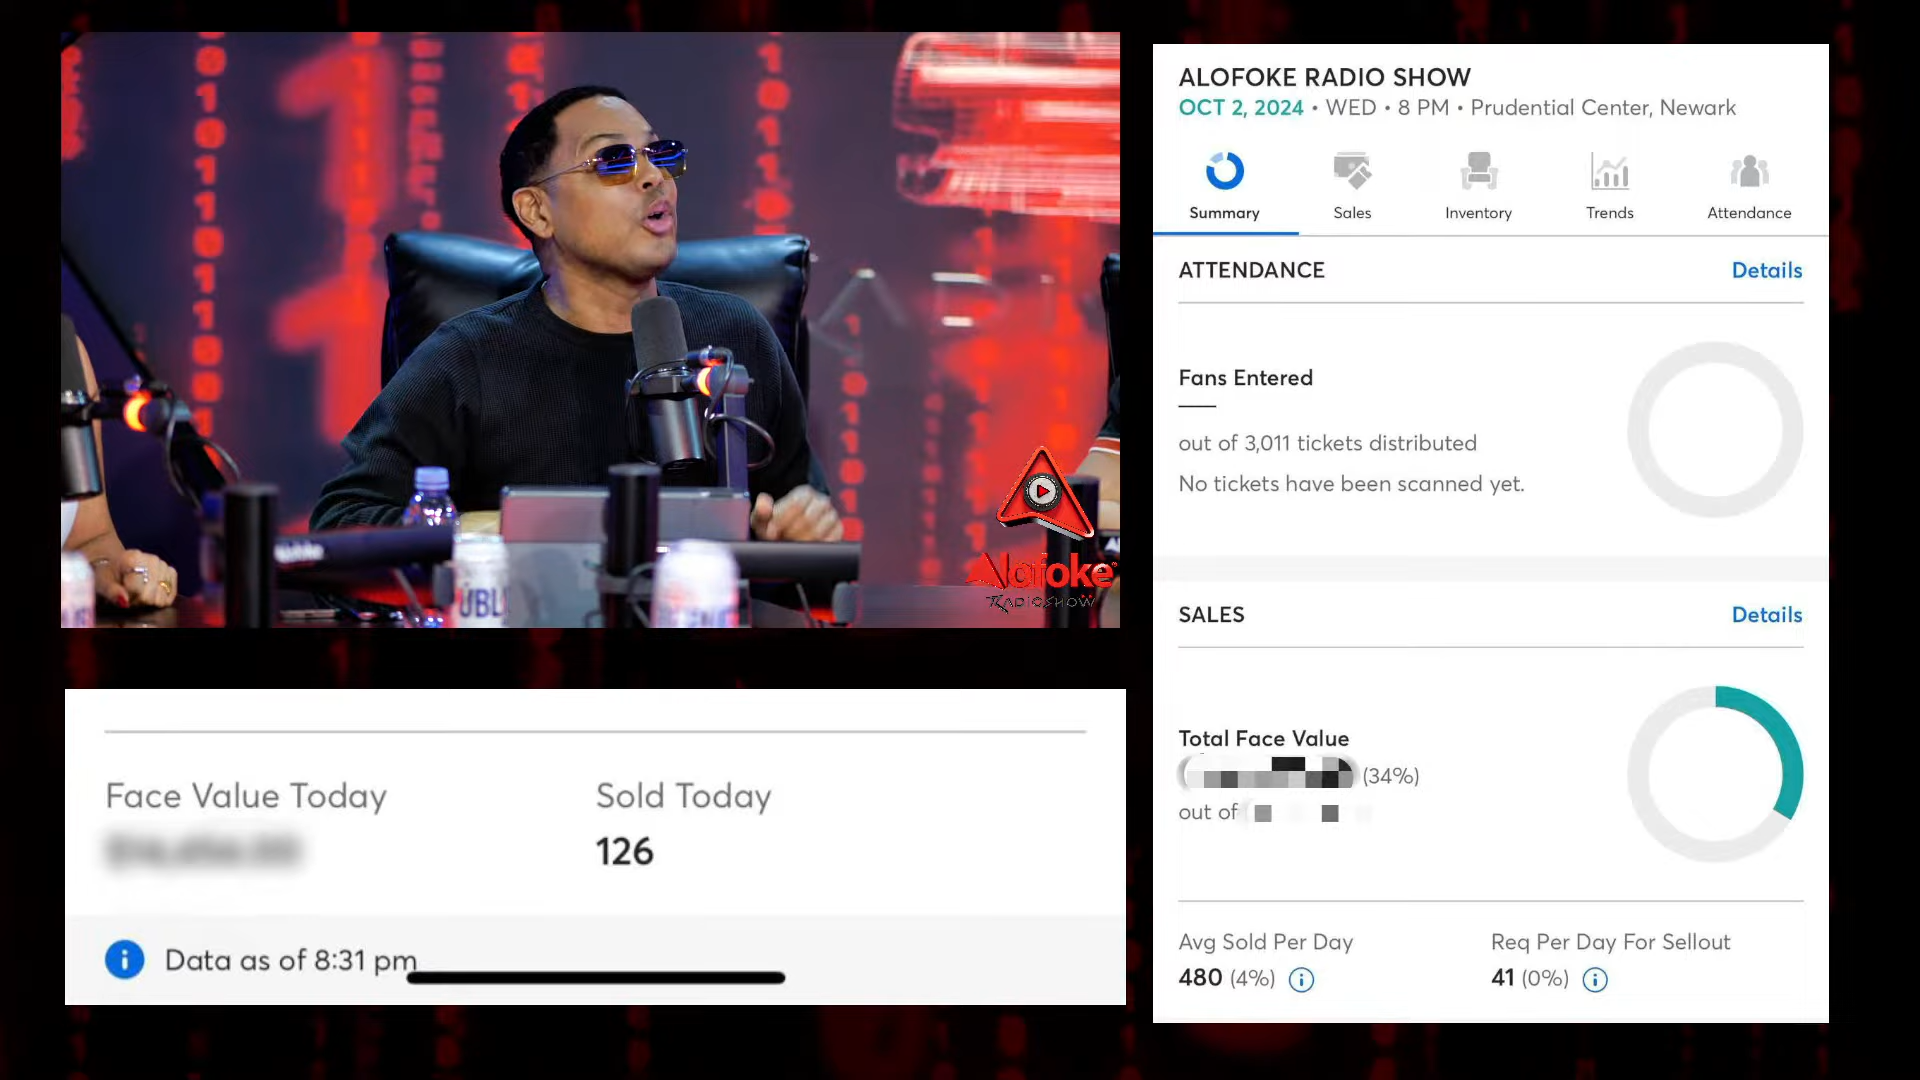 Alofoke
RADIOSHOW
UBL
ALOFOKE RADIO SHOW
OCT 2, 2024 • WED • 8 PM • Prudential Center, Newark
Summary
Sales
Inventory
Trends
Attendance
ATTENDANCE
Details
Fans Entered
out of 3,011 tickets distributed
No tickets have been scanned yet.
SALES
Details
Total Face Value
(34%)
out of
Avg Sold Per Day
480 (4%)
Req Per Day For Sellout
41 (0%)
Face Value Today
Sold Today
126
Data as of 8:31 pm